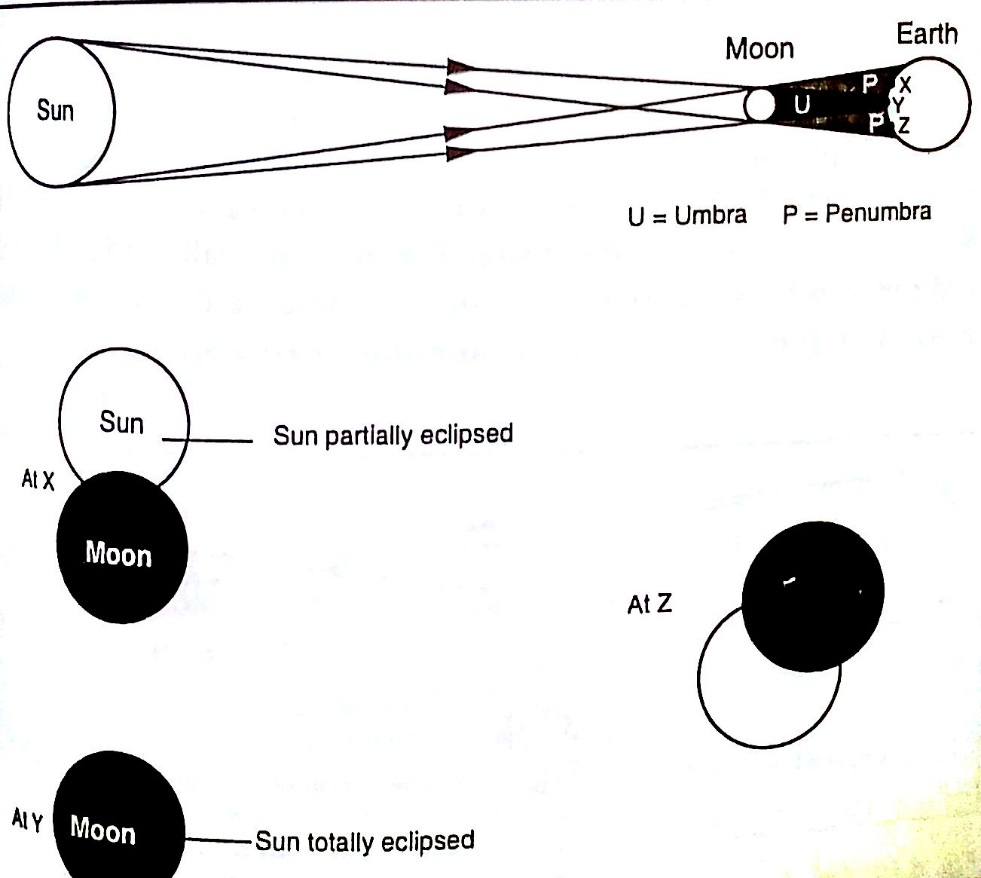 Earth
Moon
Sun
P X
U Y
P Z
U = Umbra P = Penumbra
Sun
Sun partially eclipsed
At X
Moon
At Z
At Y
Moon
Sun totally eclipsed